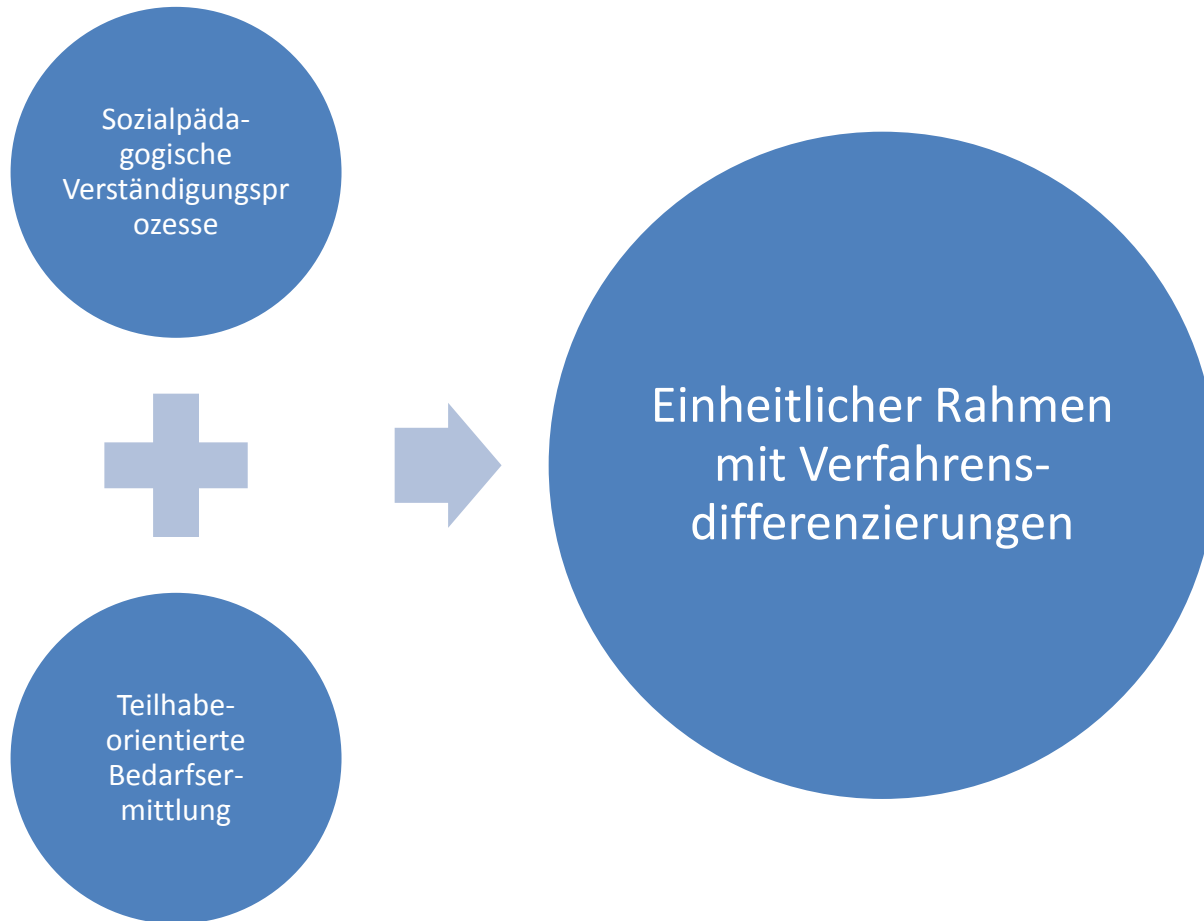 Sozialpäda-
gogische
Verständigungspr
ozesse
Teilhabe-
orientierte
Bedarfser-
mittlung
Einheitlicher Rahmen
mit Verfahrens-
differenzierungen